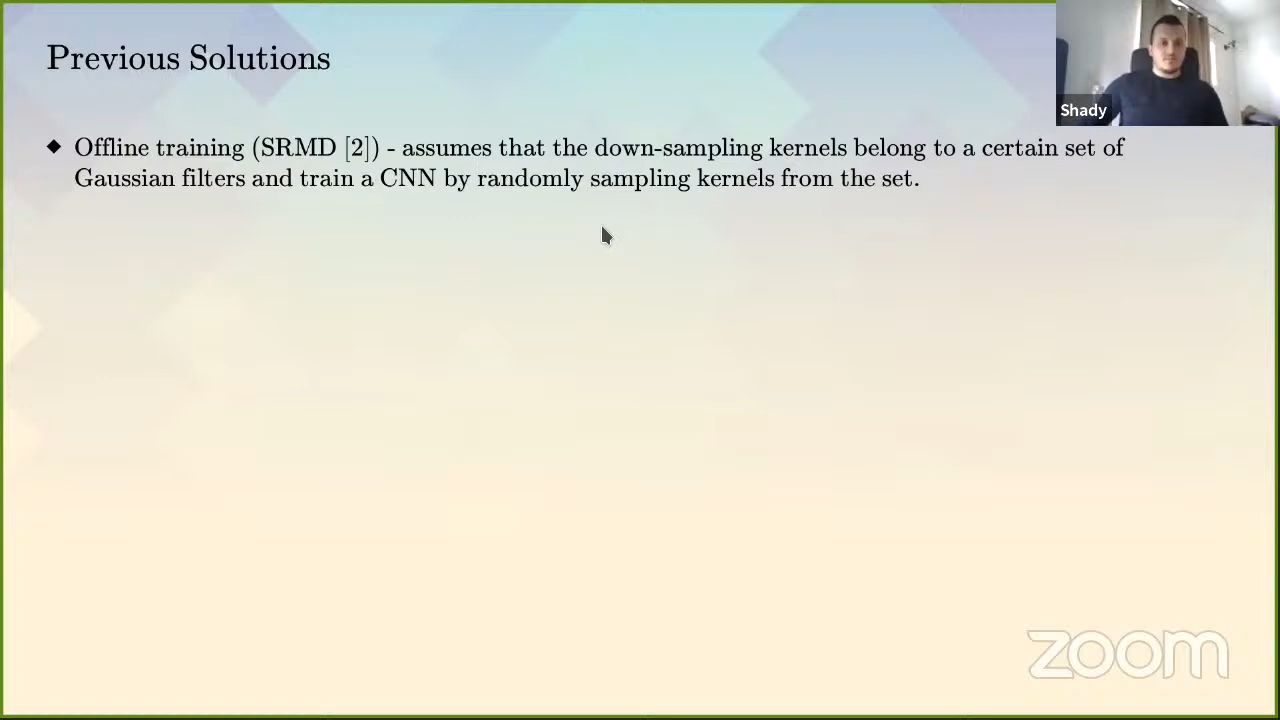 Previous Solutions
Shady
◆ Offline training (SRMD [2]) - assumes that the down-sampling kernels belong to a certain set of
Gaussian filters and train a CNN by randomly sampling kernels from the set.
zoom